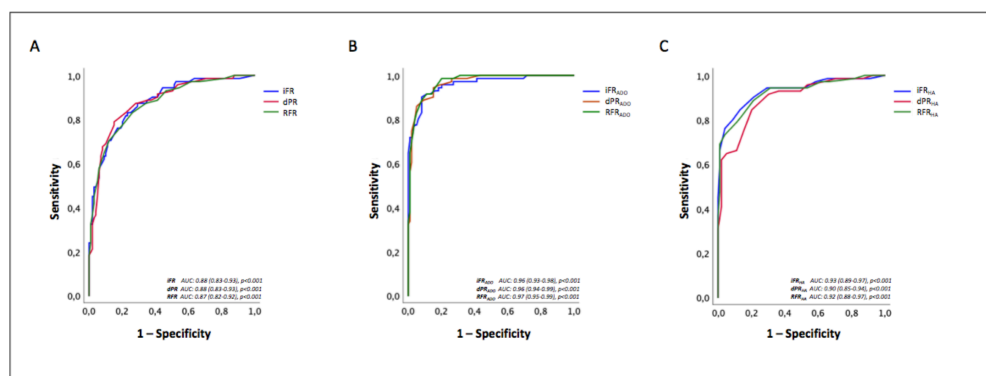 A
B
C
1,0
0,8
0,6
0,4
0,2
0,0
Sensitivity
0,0 0,2 0,4 0,6 0,8 1,0
1 – Specificity
iFR
dPR
RFR
iFR AUC: 0.88 (0.83-0.93), p<0.001
dPR AUC: 0.88 (0.83-0.93), p<0.001
RFR AUC: 0.87 (0.82-0.92), p<0.001
1,0
0,8
0,6
0,4
0,2
0,0
Sensitivity
0,0 0,2 0,4 0,6 0,8 1,0
1 – Specificity
iFRADO
dPRADO
RFRADO
iFRADO AUC: 0.96 (0.93-0.98), p<0.001
dPRADO AUC: 0.96 (0.94-0.99), p<0.001
RFRADO AUC: 0.97 (0.95-0.99), p<0.001
1,0
0,8
0,6
0,4
0,2
0,0
Sensitivity
0,0 0,2 0,4 0,6 0,8 1,0
1 – Specificity
iFRHA
dPRHA
RFRHA
iFRHA AUC: 0.93 (0.89-0.97), p<0.001
dPRHA AUC: 0.90 (0.85-0.94), p<0.001
RFRHA AUC: 0.92 (0.88-0.97), p<0.001